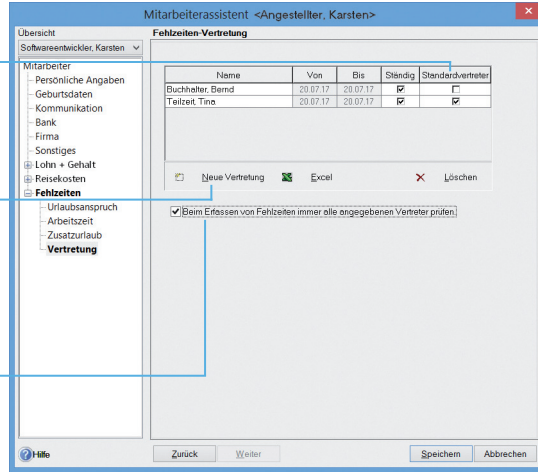 Mitarbeiterassistent <Angestellter, Karsten>
Übersicht
Softwareentwickler, Karsten
Mitarbeiter
Persönliche Angaben
Geburtsdaten
Kommunikation
Bank
Firma
Sonstiges
Lohn + Gehalt
Reisekosten
Fehlzeiten
Urlaubsanspruch
Arbeitszeit
Zusatzurlaub
Vertretung
Fehlzeiten-Vertretung
Name Von Bis Ständig Standardvertreter
Buchhalter, Bernd 20.07.17 20.07.17
Teilzeit, Tina 20.07.17 20.07.17
Neue Vertretung Excel Löschen
Beim Erfassen von Fehlzeiten immer alle angegebenen Vertreter prüfen.
Hilfe Zurück Weiter Speichern Abbrechen